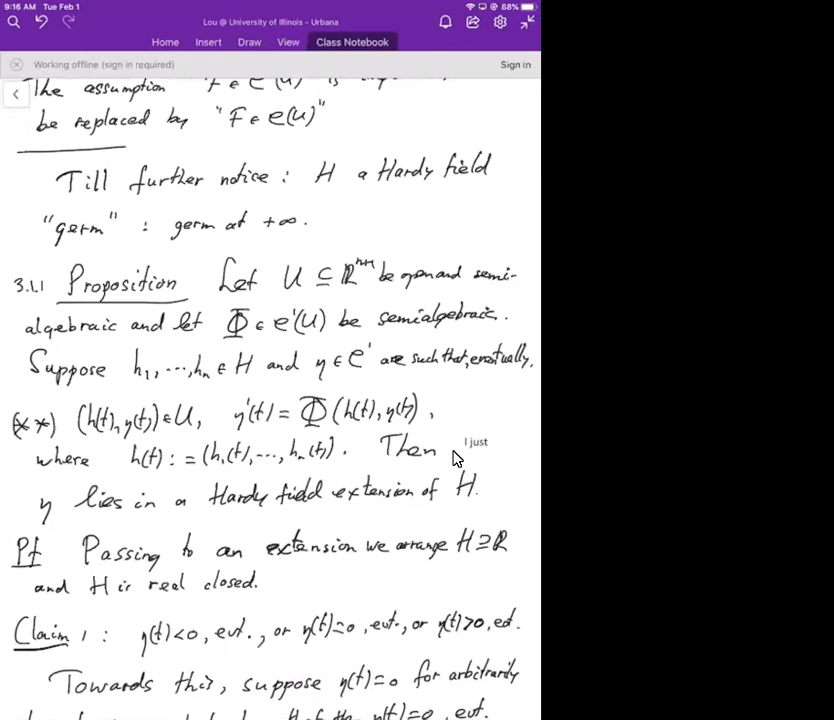 9:16 AM Tue Feb 1
88%
Lou @ University of Illinois - Urbana
Home Insert Draw View Class Notebook
Working offline (sign in required) Sign in
The assumption "F ∈ C'(U)" is
be replaced by "F ∈ C(U)"
Till further notice : H a Hardy field
"germ" : germ at +∞.
3.1.1 Proposition Let U ⊆ ℝⁿ⁺¹ be open and semi-
algebraic and let Φ ∈ C'(U) be semialgebraic.
Suppose h₁, ..., hₙ ∈ H and y ∈ C' are such that, eventually,
(**) (h(t), y(t)) ∈ U, y'(t) = Φ(h(t), y(t)),
I just
where h(t) := (h₁(t), ..., hₙ(t)). Then
y lies in a Hardy field extension of H.
Pf Passing to an extension we arrange H ⊇ ℝ
and H is real closed.
Claim 1 : y(t)<0, evt., or y(t)=0, evt., or y(t)>0, evt.
Towards this, suppose y(t)=0 for arbitrarily
y(t)=0, evt.